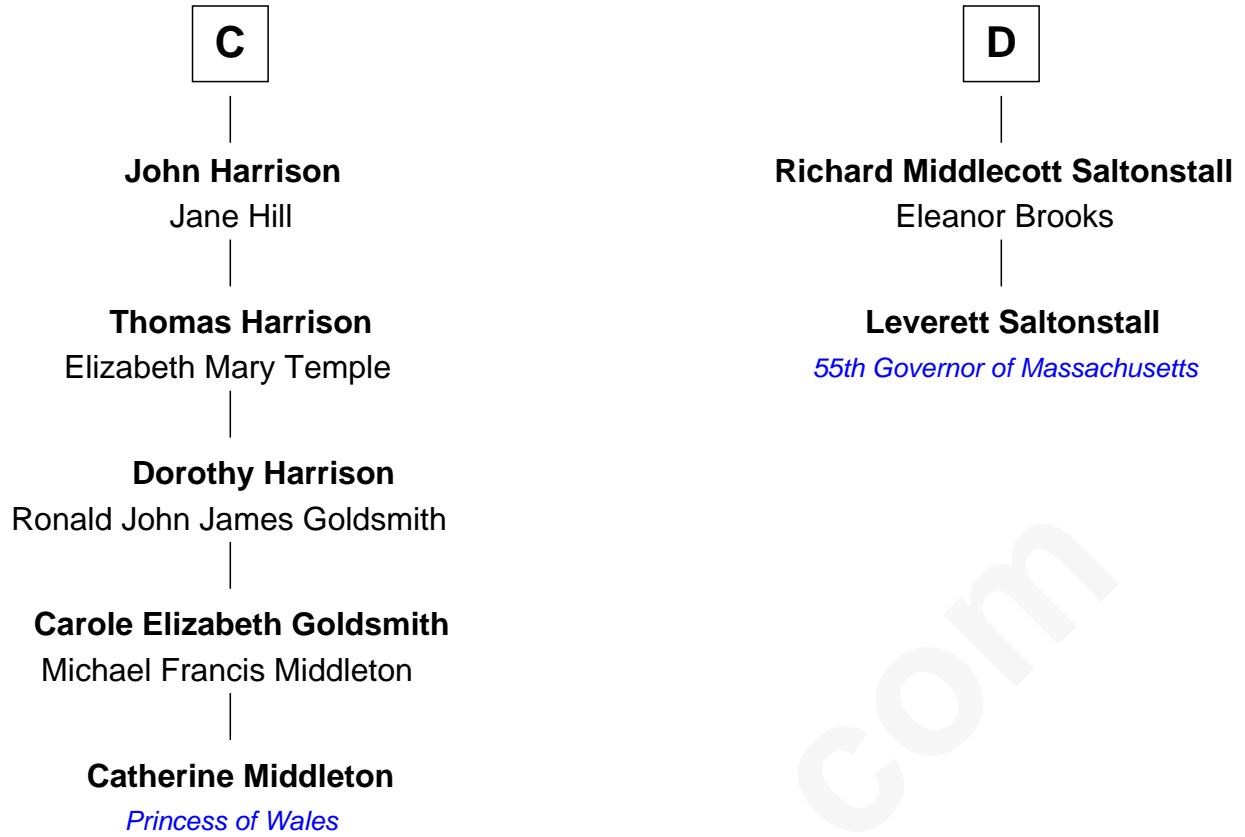 C
John Harrison
Jane Hill
Thomas Harrison
Elizabeth Mary Temple
Dorothy Harrison
Ronald John James Goldsmith
Carole Elizabeth Goldsmith
Michael Francis Middleton
Catherine Middleton
Princess of Wales
D
Richard Middlecott Saltonstall
Eleanor Brooks
Leverett Saltonstall
55th Governor of Massachusetts
com